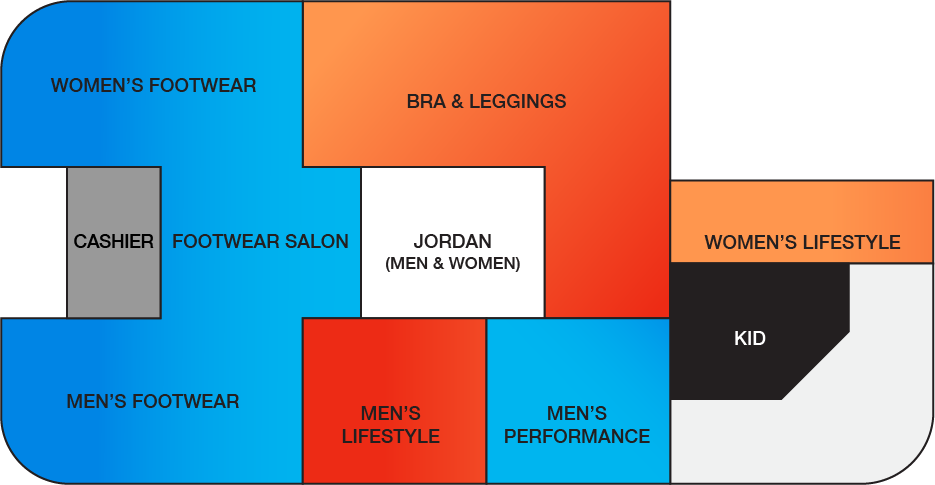 WOMEN'S FOOTWEAR
BRA & LEGGINGS
CASHIER
FOOTWEAR SALON
JORDAN
(MEN & WOMEN)
WOMEN'S LIFESTYLE
KID
MEN'S FOOTWEAR
MEN'S
LIFESTYLE
MEN'S
PERFORMANCE